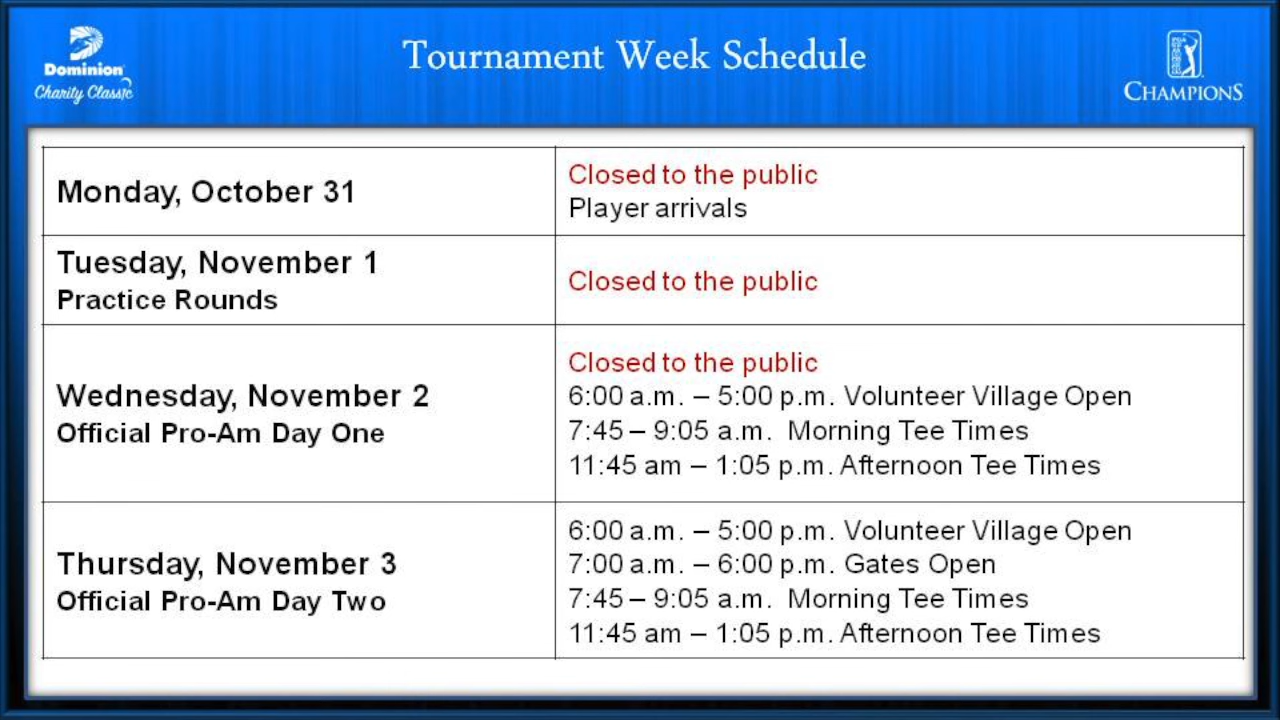 Dominion
Charity Classic
Tournament Week Schedule
CHAMPIONS
Monday, October 31
Closed to the public
Player arrivals
Tuesday, November 1
Practice Rounds
Closed to the public
Wednesday, November 2
Official Pro-Am Day One
Closed to the public
6:00 a.m. – 5:00 p.m. Volunteer Village Open
7:45 – 9:05 a.m.  Morning Tee Times
11:45 am – 1:05 p.m. Afternoon Tee Times
Thursday, November 3
Official Pro-Am Day Two
6:00 a.m. – 5:00 p.m. Volunteer Village Open
7:00 a.m. – 6:00 p.m. Gates Open
7:45 – 9:05 a.m.  Morning Tee Times
11:45 am – 1:05 p.m. Afternoon Tee Times